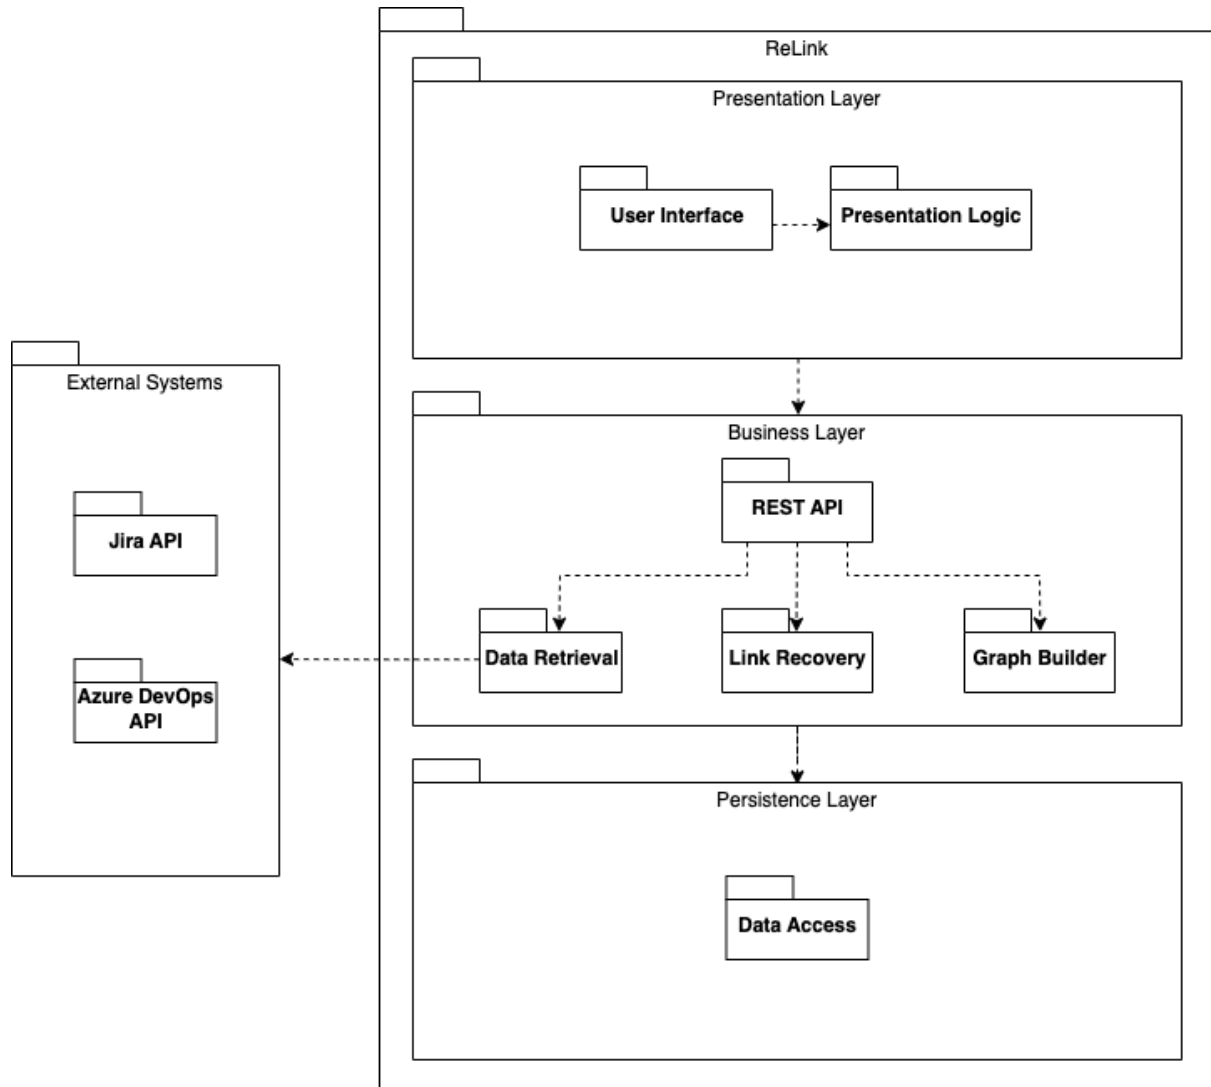 ReLink
Presentation Layer
User Interface
Presentation Logic
External Systems
Jira API
Azure DevOps
API
Business Layer
REST API
Data Retrieval
Link Recovery
Graph Builder
Persistence Layer
Data Access